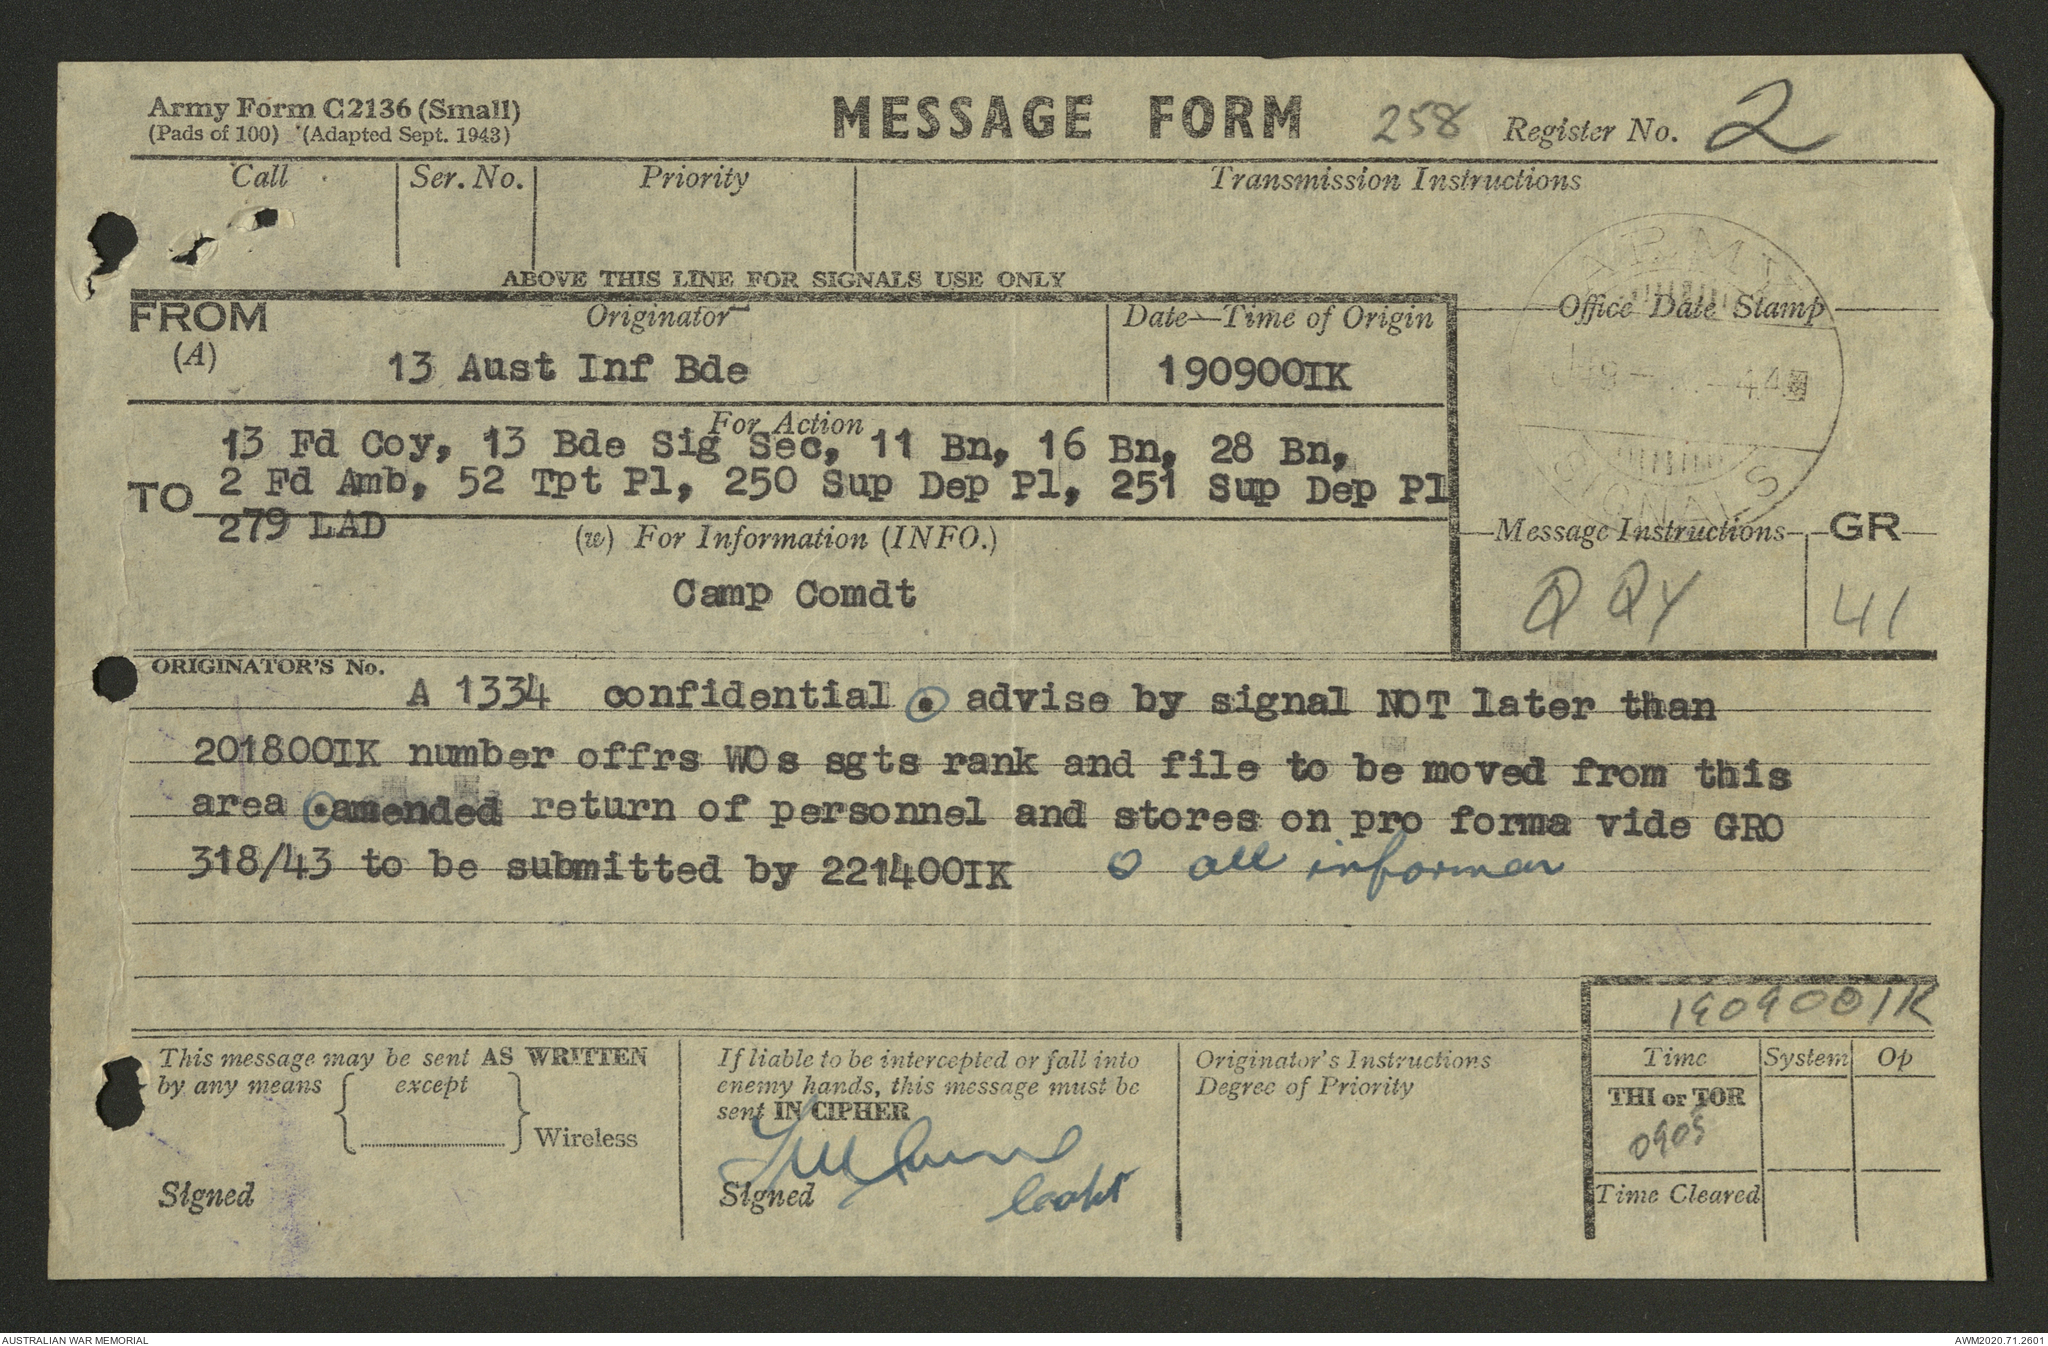 Army Form C2136 (Small)
(Pads of 100) (Adapted Sept. 1943)
MESSAGE FORM
258
Register No. 2
Call
Ser. No.
Priority
Transmission Instructions
ABOVE THIS LINE FOR SIGNALS USE ONLY
FROM
(A)
Originator
13 Aust Inf Bde
Date—Time of Origin
190900IK
Office Date Stamp
ARMY
SIGNALS
For Action
TO
13 Fd Coy, 13 Bde Sig Sec, 11 Bn, 16 Bn, 28 Bn,
2 Fd Amb, 52 Tpt Pl, 250 Sup Dep Pl, 251 Sup Dep Pl
279 LAD
(w) For Information (INFO.)
Camp Comdt
Message Instructions
GR
Q QY
41
ORIGINATOR'S No.
A 1334 confidential . advise by signal NOT later than
201800IK number offrs WOs sgts rank and file to be moved from this
area . amended return of personnel and stores on pro forma vide GRO
318/43 to be submitted by 221400IK o all informed
190900IK
This message may be sent AS WRITTEN
by any means except
Wireless
Signed
If liable to be intercepted or fall into
enemy hands, this message must be
sent IN CIPHER
Signed
Originator's Instructions
Degree of Priority
Time
System
Op
THI or TOR
0905
Time Cleared
AUSTRALIAN WAR MEMORIAL
AWM2020.71.2601